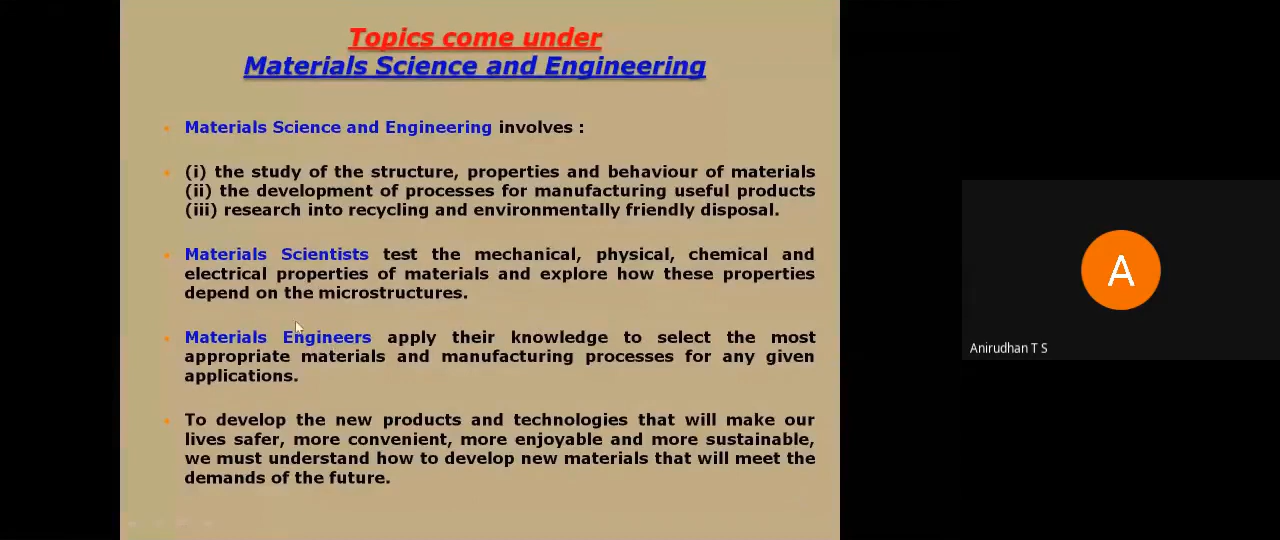 Topics come under
Materials Science and Engineering
Materials Science and Engineering involves :
(i) the study of the structure, properties and behaviour of materials
(ii) the development of processes for manufacturing useful products
(iii) research into recycling and environmentally friendly disposal.
Materials Scientists test the mechanical, physical, chemical and
electrical properties of materials and explore how these properties
depend on the microstructures.
Materials Engineers apply their knowledge to select the most
appropriate materials and manufacturing processes for any given
applications.
To develop the new products and technologies that will make our
lives safer, more convenient, more enjoyable and more sustainable,
we must understand how to develop new materials that will meet the
demands of the future.
A
Anirudhan T S